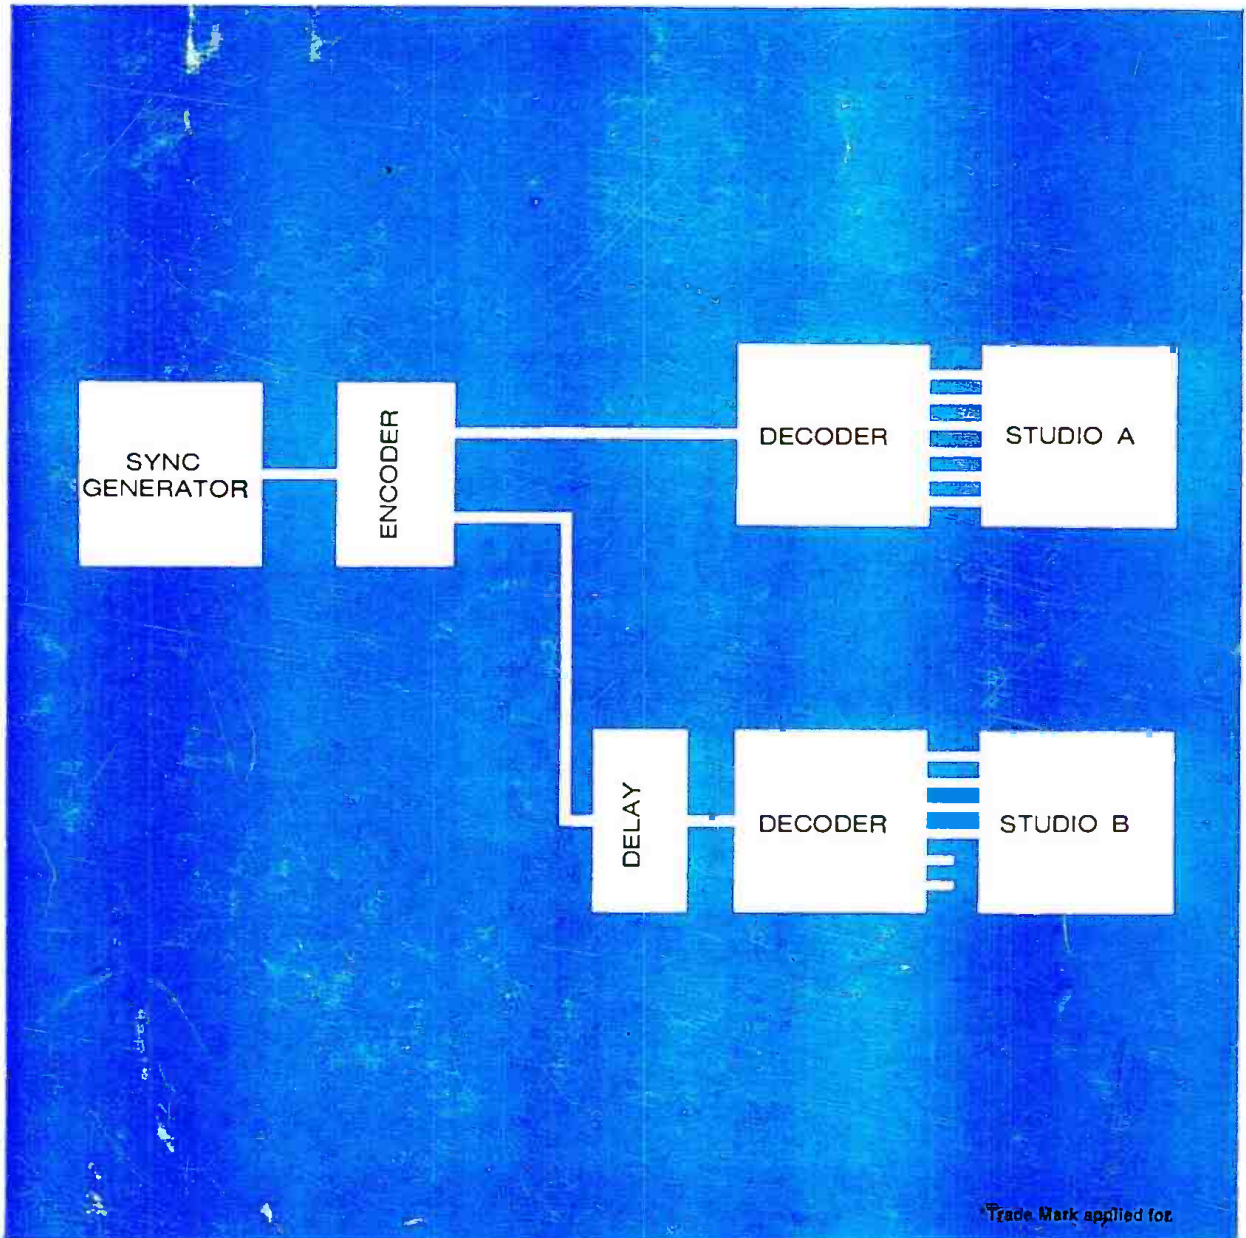 SYNC
GENERATOR
ENCODER
DECODER
STUDIO A
DELAY
DECODER
STUDIO B
*Trade Mark applied for.